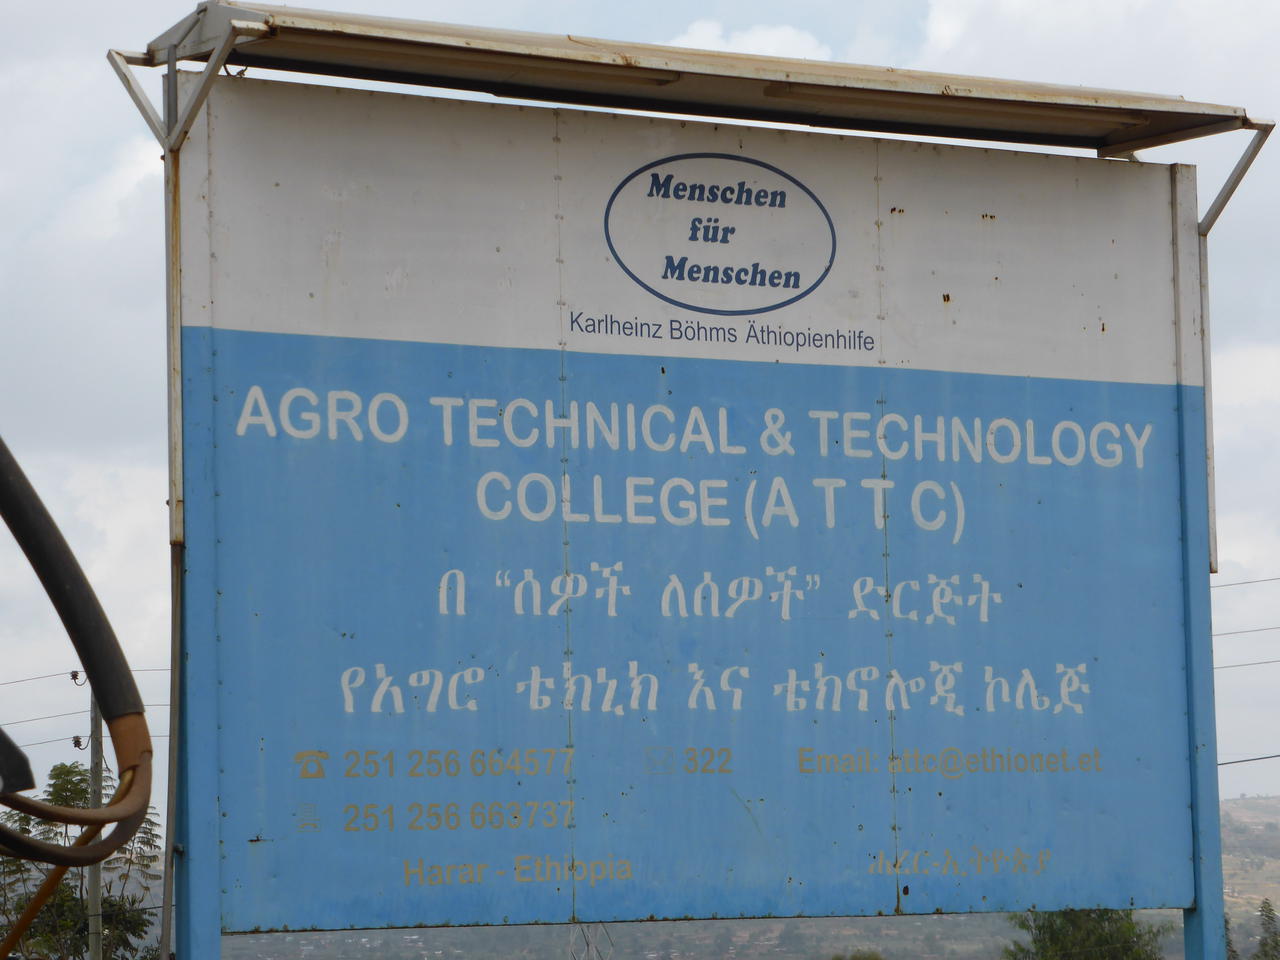 Menschen
für
Menschen
Karlheinz Böhms Äthiopienhilfe
AGRO TECHNICAL & TECHNOLOGY
COLLEGE (A T T C)
በ “ሰዎች ለሰዎች” ድርጅት
የአግሮ ቴክኒክ እና ቴክኖሎጂ ኮሌጅ
☎ 251 256 664577 ✉ 322 Email: attc@ethionet.et
251 256 663737
Harar - Ethiopia ሐረር-ኢትዮጵያ